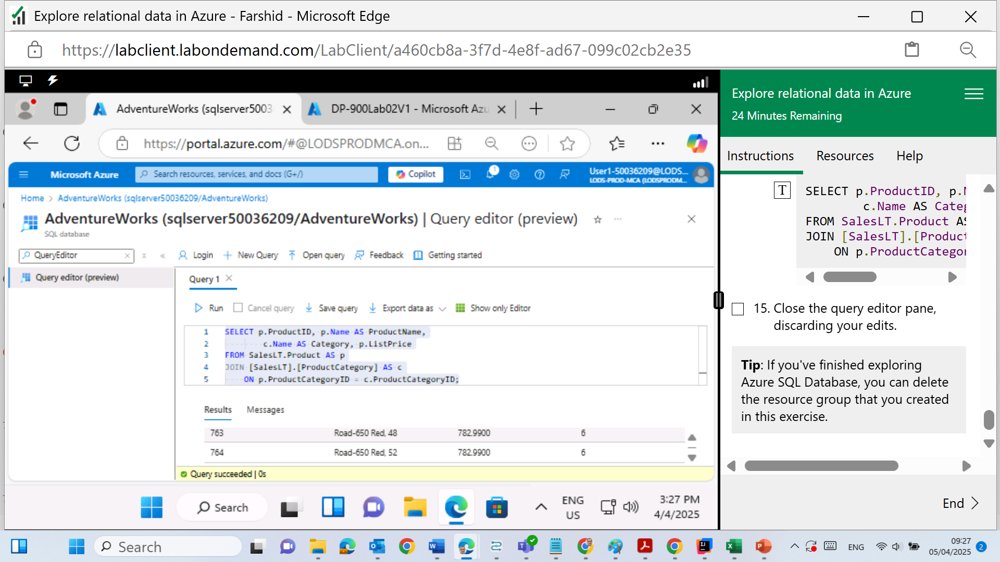 Explore relational data in Azure - Farshid - Microsoft Edge
https://labclient.labondemand.com/LabClient/a460cb8a-3f7d-4e8f-ad67-099c02cb2e35
AdventureWorks (sqlserver5003
DP-900Lab02V1 - Microsoft Azu
https://portal.azure.com/#@LODSPRODMCA.on...
Microsoft Azure
Search resources, services, and docs (G+/)
Copilot
1
User1-50036209@LODS...
LODS-PROD-MCA (LODSPRODM...
Home > AdventureWorks (sqlserver50036209/AdventureWorks)
AdventureWorks (sqlserver50036209/AdventureWorks) | Query editor (preview)
SQL database
QueryEditor
Login
New Query
Open query
Feedback
Getting started
Query editor (preview)
Query 1
Run
Cancel query
Save query
Export data as
Show only Editor
1 SELECT p.ProductID, p.Name AS ProductName,
2 c.Name AS Category, p.ListPrice
3 FROM SalesLT.Product AS p
4 JOIN [SalesLT].[ProductCategory] AS c
5 ON p.ProductCategoryID = c.ProductCategoryID;
Results
Messages
763 Road-650 Red, 48 782.9900 6
764 Road-650 Red, 52 782.9900 6
Query succeeded | 0s
Search
ENG
US
3:27 PM
4/4/2025
Explore relational data in Azure
24 Minutes Remaining
Instructions
Resources
Help
T
SELECT p.ProductID, p.N
c.Name AS Categ
FROM SalesLT.Product AS
JOIN [SalesLT].[Product
ON p.ProductCategor
15. Close the query editor pane,
discarding your edits.
Tip: If you've finished exploring
Azure SQL Database, you can delete
the resource group that you created
in this exercise.
End
Search
ENG
09:27
05/04/2025
2